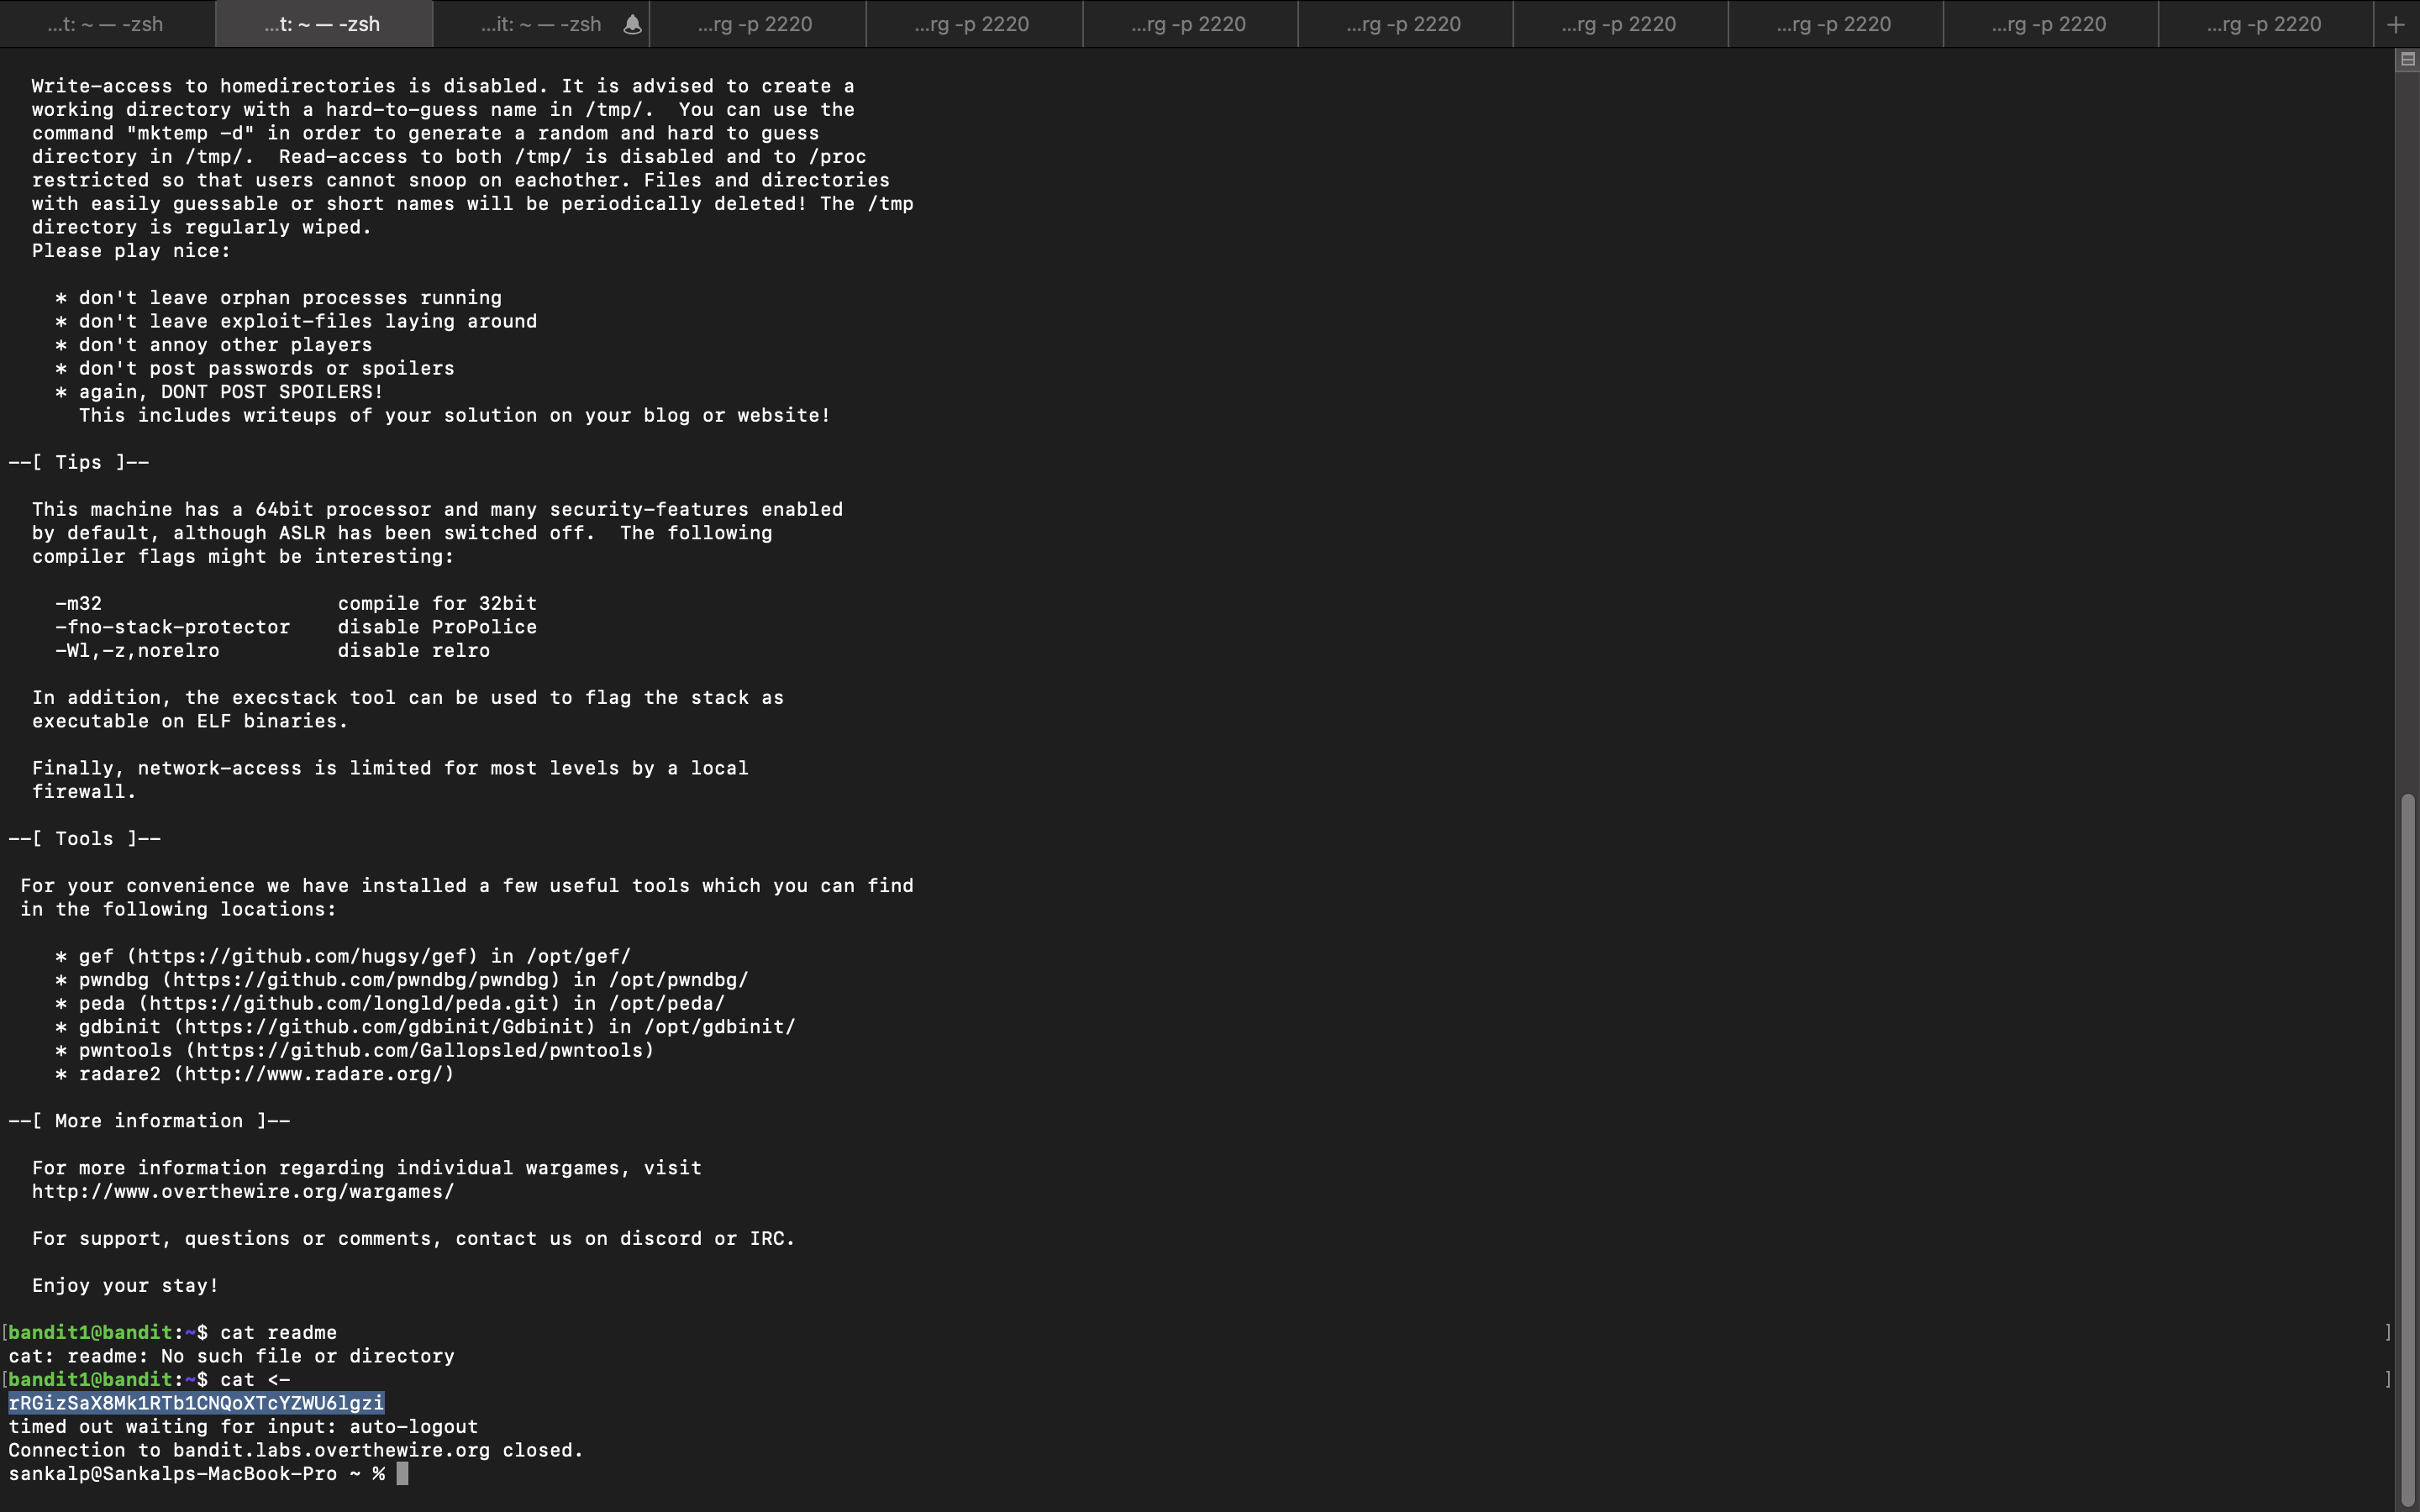 ...t: ~ — -zsh
...t: ~ — -zsh
...it: ~ — -zsh
...rg -p 2220
...rg -p 2220
...rg -p 2220
...rg -p 2220
...rg -p 2220
...rg -p 2220
...rg -p 2220
...rg -p 2220
+
Write-access to homedirectories is disabled. It is advised to create a
working directory with a hard-to-guess name in /tmp/.  You can use the
command "mktemp -d" in order to generate a random and hard to guess
directory in /tmp/.  Read-access to both /tmp/ is disabled and to /proc
restricted so that users cannot snoop on eachother. Files and directories
with easily guessable or short names will be periodically deleted! The /tmp
directory is regularly wiped.
Please play nice:
* don't leave orphan processes running
* don't leave exploit-files laying around
* don't annoy other players
* don't post passwords or spoilers
* again, DONT POST SPOILERS!
This includes writeups of your solution on your blog or website!
--[ Tips ]--
This machine has a 64bit processor and many security-features enabled
by default, although ASLR has been switched off.  The following
compiler flags might be interesting:
-m32                    compile for 32bit
-fno-stack-protector    disable ProPolice
-Wl,-z,norelro          disable relro
In addition, the execstack tool can be used to flag the stack as
executable on ELF binaries.
Finally, network-access is limited for most levels by a local
firewall.
--[ Tools ]--
For your convenience we have installed a few useful tools which you can find
in the following locations:
* gef (https://github.com/hugsy/gef) in /opt/gef/
* pwndbg (https://github.com/pwndbg/pwndbg) in /opt/pwndbg/
* peda (https://github.com/longld/peda.git) in /opt/peda/
* gdbinit (https://github.com/gdbinit/Gdbinit) in /opt/gdbinit/
* pwntools (https://github.com/Gallopsled/pwntools)
* radare2 (http://www.radare.org/)
--[ More information ]--
For more information regarding individual wargames, visit
http://www.overthewire.org/wargames/
For support, questions or comments, contact us on discord or IRC.
Enjoy your stay!
[bandit1@bandit:~$ cat readme ]
cat: readme: No such file or directory
[bandit1@bandit:~$ cat <- ]
rRGizSaX8Mk1RTb1CNQoXTcYZWU6lgzi
timed out waiting for input: auto-logout
Connection to bandit.labs.overthewire.org closed.
sankalp@Sankalps-MacBook-Pro ~ %